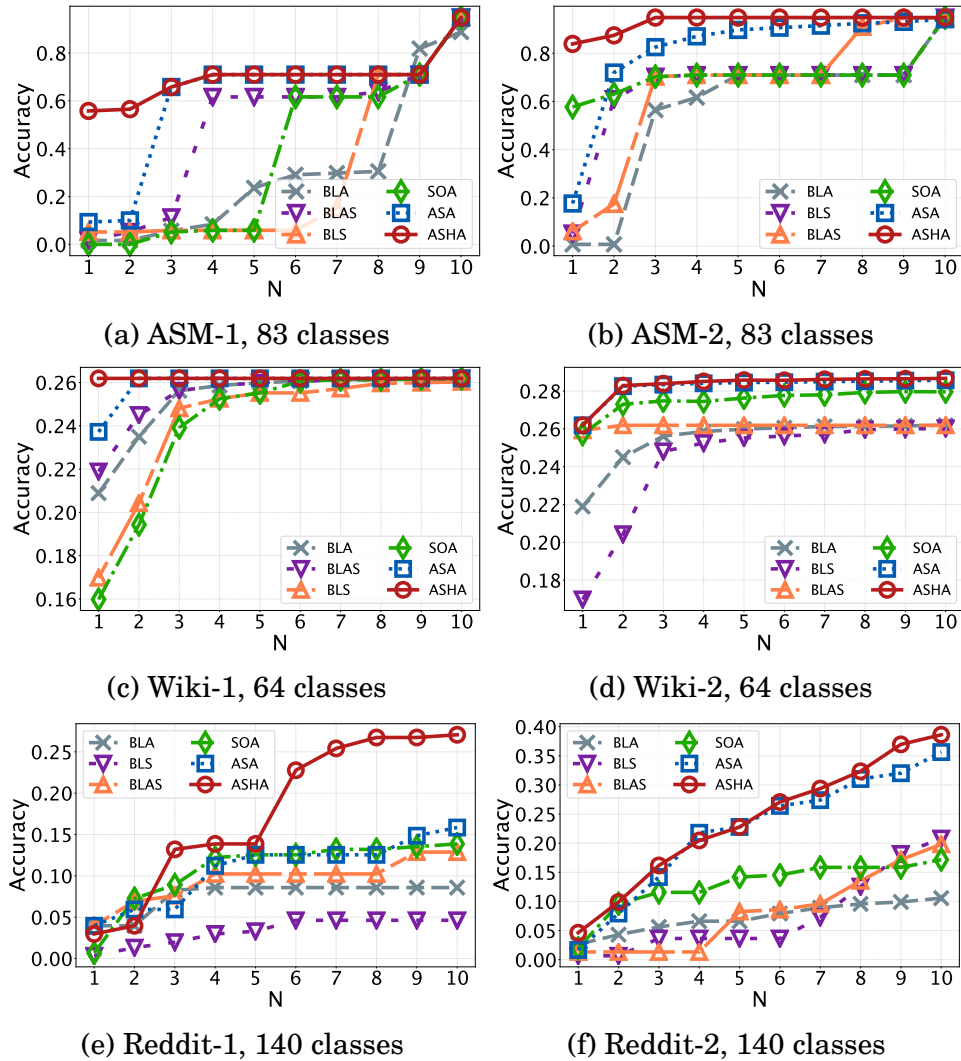 Accuracy
0.8
0.6
0.4
0.2
0.0
BLA
BLAS
BLS
SOA
ASA
ASHA
1 2 3 4 5 6 7 8 9 10
N
(a) ASM-1, 83 classes
Accuracy
0.8
0.6
0.4
0.2
0.0
BLA
BLS
BLAS
SOA
ASA
ASHA
1 2 3 4 5 6 7 8 9 10
N
(b) ASM-2, 83 classes
Accuracy
0.26
0.24
0.22
0.20
0.18
0.16
BLA
BLAS
BLS
SOA
ASA
ASHA
1 2 3 4 5 6 7 8 9 10
N
(c) Wiki-1, 64 classes
Accuracy
0.28
0.26
0.24
0.22
0.20
0.18
BLA
BLS
BLAS
SOA
ASA
ASHA
1 2 3 4 5 6 7 8 9 10
N
(d) Wiki-2, 64 classes
Accuracy
0.25
0.20
0.15
0.10
0.05
0.00
BLA
BLS
BLAS
SOA
ASA
ASHA
1 2 3 4 5 6 7 8 9 10
N
(e) Reddit-1, 140 classes
Accuracy
0.40
0.35
0.30
0.25
0.20
0.15
0.10
0.05
0.00
BLA
BLS
BLAS
SOA
ASA
ASHA
1 2 3 4 5 6 7 8 9 10
N
(f) Reddit-2, 140 classes